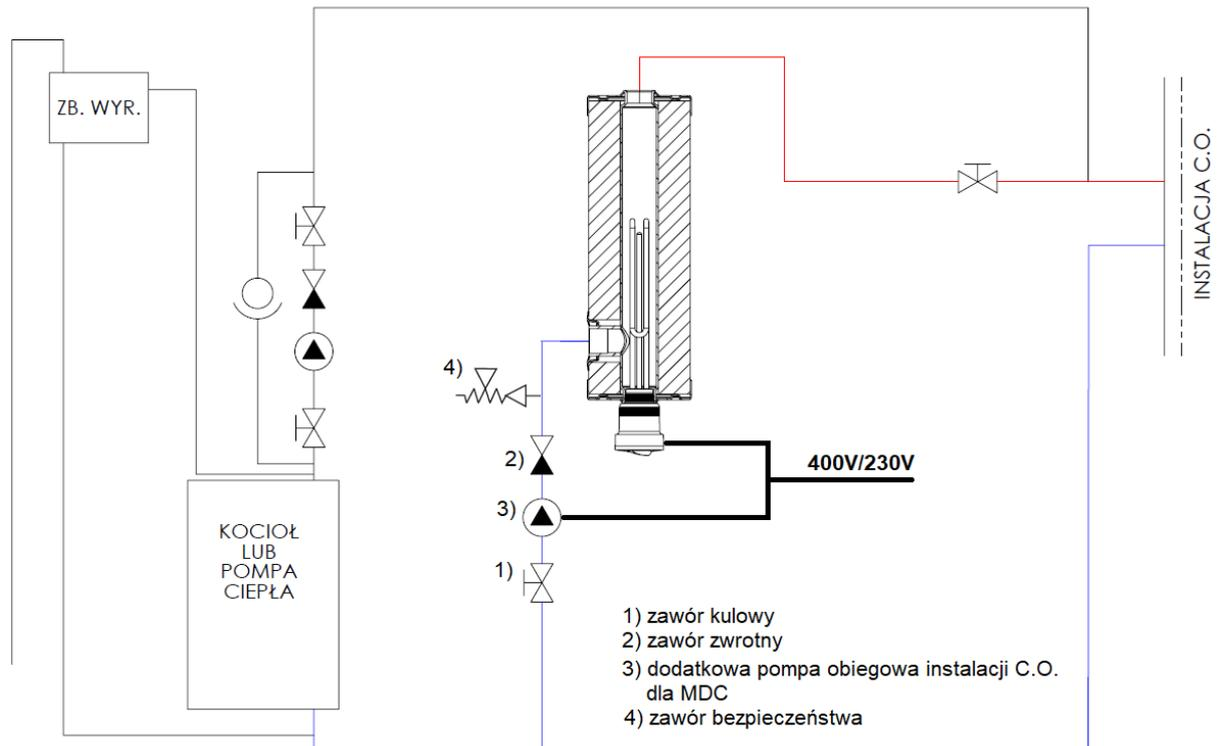 ZB. WYR.
INSTALACJA C.O.
4)
2)
400V/230V
3)
KOCIOŁ
LUB
POMPA
CIEPŁA
1)
1) zawór kulowy
2) zawór zwrotny
3) dodatkowa pompa obiegowa instalacji C.O.
dla MDC
4) zawór bezpieczeństwa